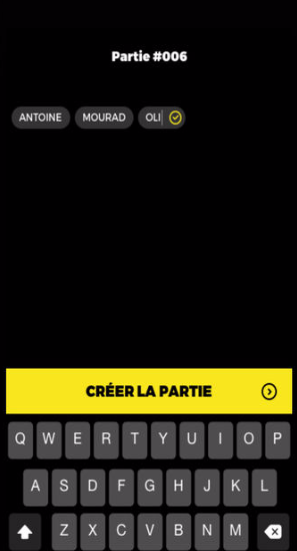 Partie #006
ANTOINE MOURAD OLI
CRÉER LA PARTIE
Q W E R T Y U I O P
A S D F G H J K L
Z X C V B N M